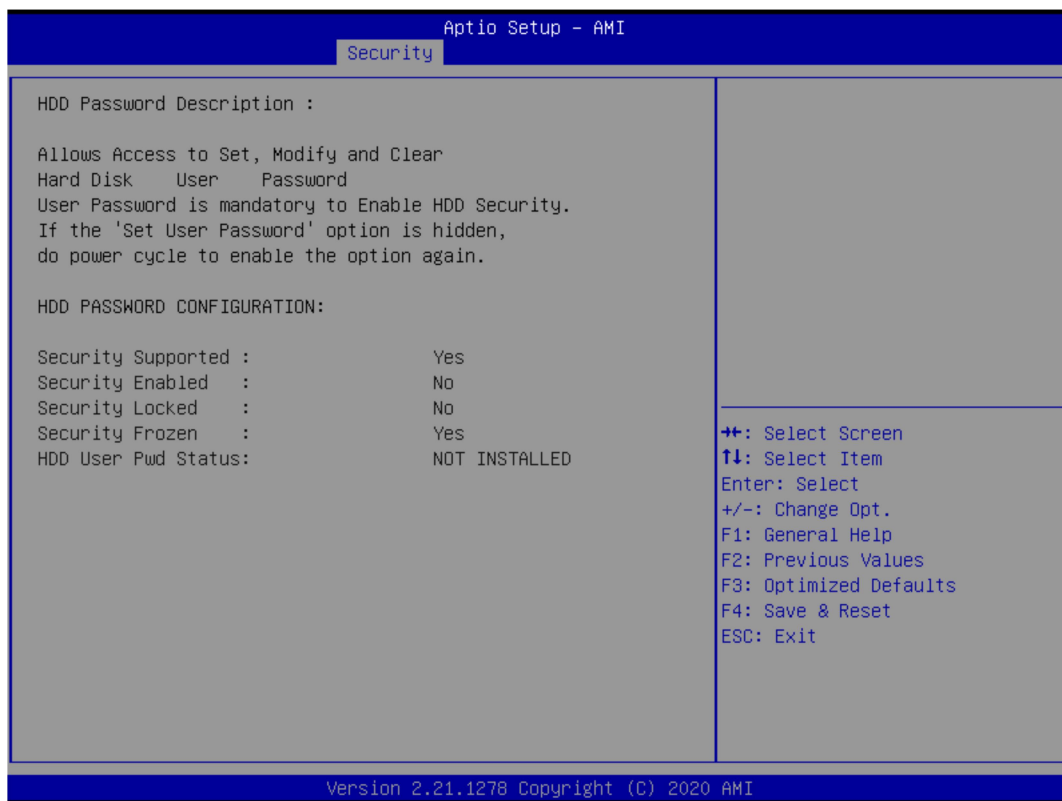 Aptio Setup – AMI
Security
HDD Password Description :
Allows Access to Set, Modify and Clear
Hard Disk    User    Password
User Password is mandatory to Enable HDD Security.
If the 'Set User Password' option is hidden,
do power cycle to enable the option again.
HDD PASSWORD CONFIGURATION:
Security Supported :    Yes
Security Enabled   :    No
Security Locked    :    No
Security Frozen    :    Yes
HDD User Pwd Status:    NOT INSTALLED
→←: Select Screen
↑↓: Select Item
Enter: Select
+/-: Change Opt.
F1: General Help
F2: Previous Values
F3: Optimized Defaults
F4: Save & Reset
ESC: Exit
Version 2.21.1278 Copyright (C) 2020 AMI